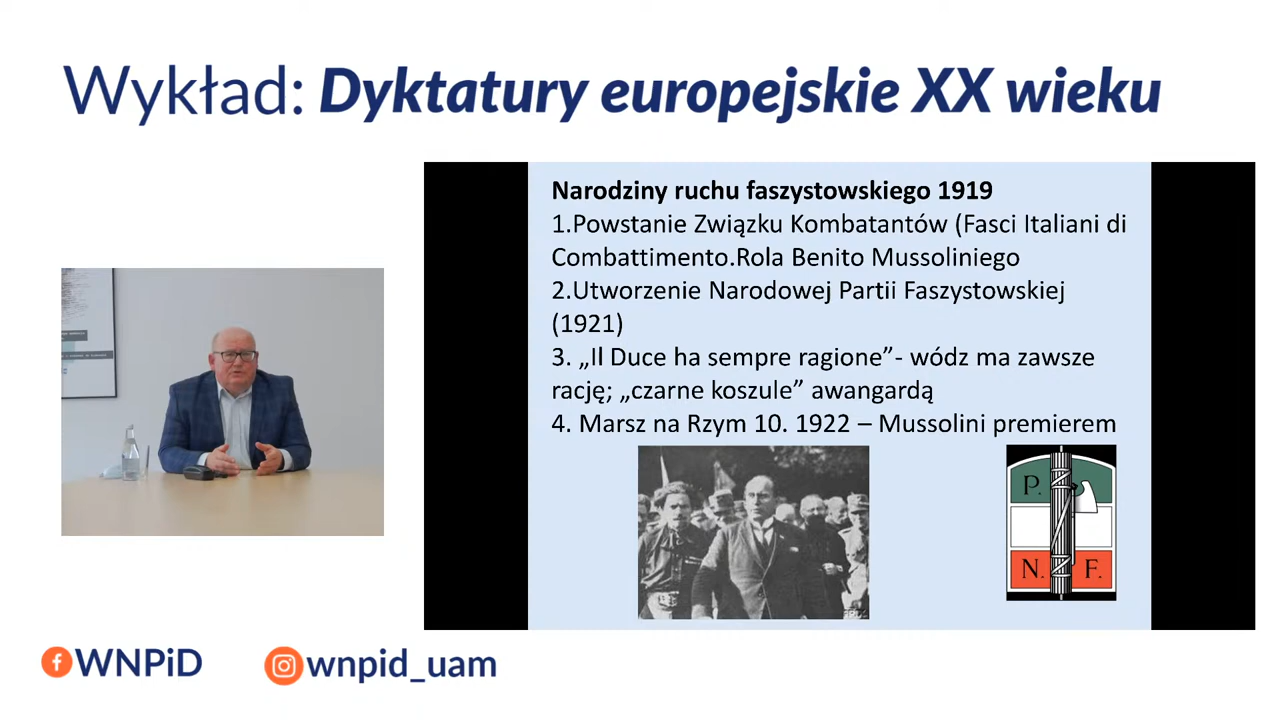 Wykład: Dyktatury europejskie XX wieku
Narodziny ruchu faszystowskiego 1919
1.Powstanie Związku Kombatantów (Fasci Italiani di
Combattimento.Rola Benito Mussoliniego
2.Utworzenie Narodowej Partii Faszystowskiej
(1921)
3. „Il Duce ha sempre ragione”- wódz ma zawsze
rację; „czarne koszule” awangardą
4. Marsz na Rzym 10. 1922 – Mussolini premierem
P.
N. F.
WNPiD wnpid_uam